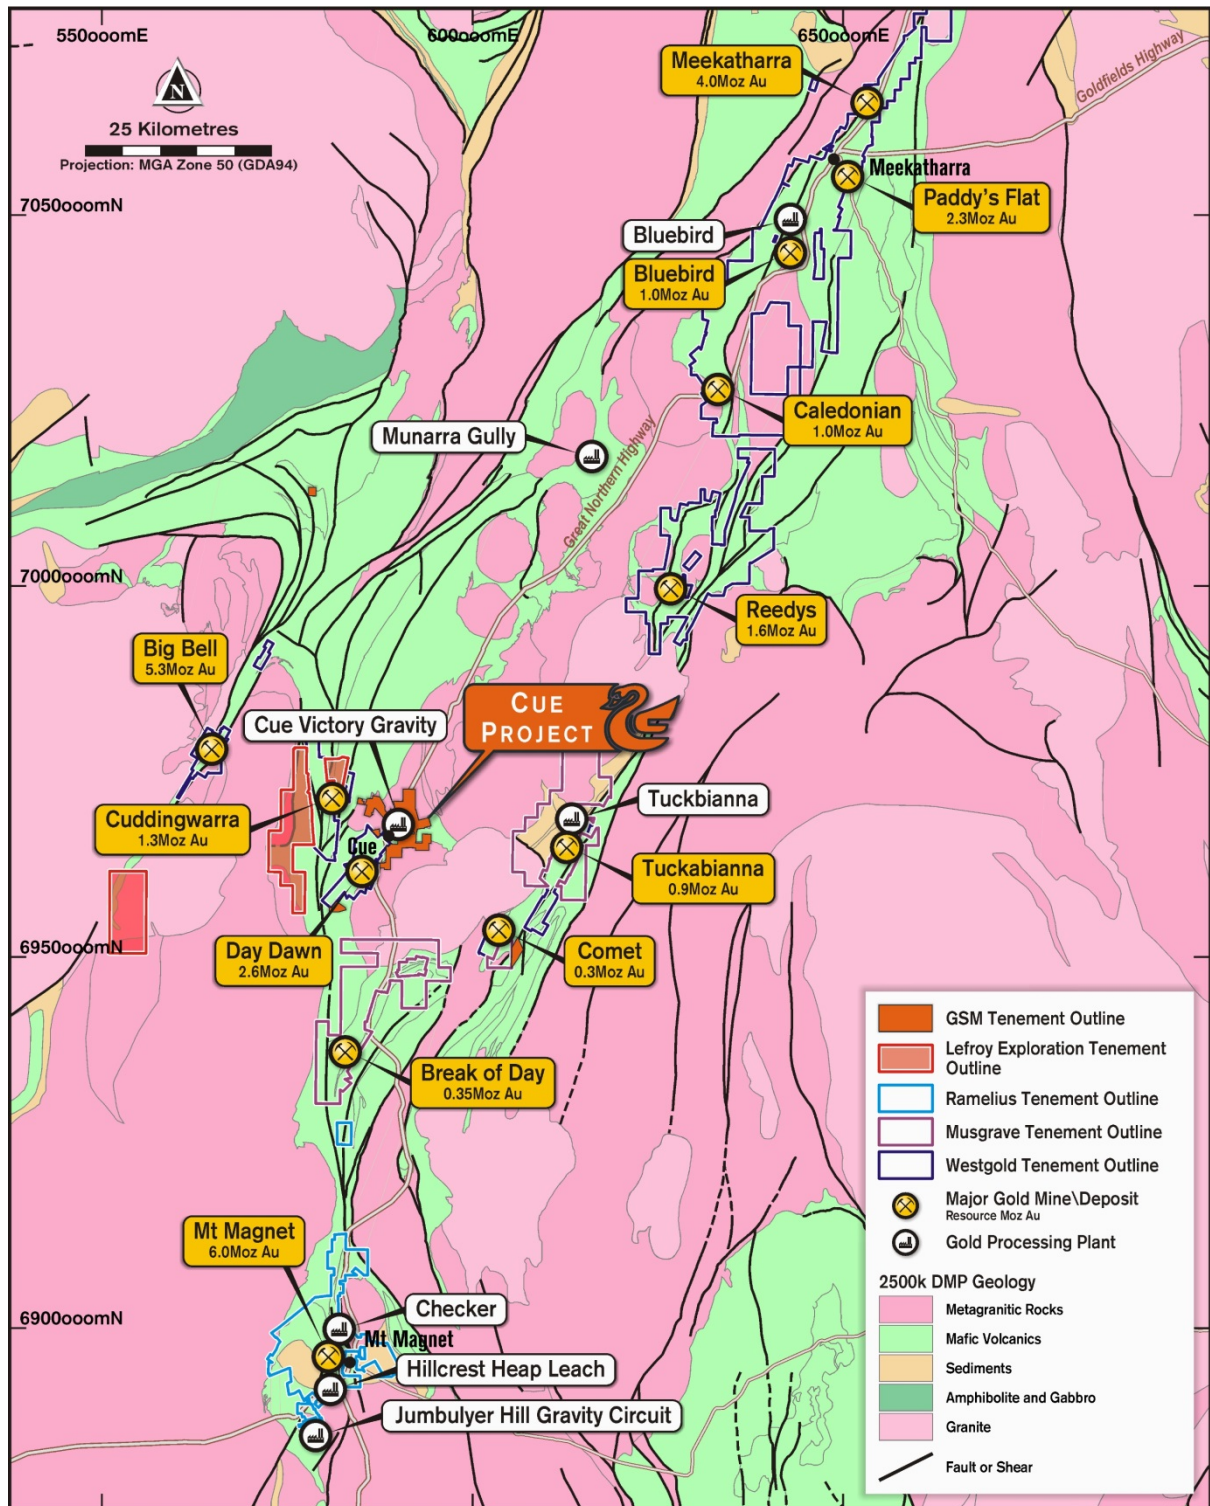 550000mE
600000mE
650000mE
Goldfields Highway
Meekatharra
4.0Moz Au
N
25 Kilometres
Projection: MGA Zone 50 (GDA94)
Meekatharra
Paddy's Flat
2.3Moz Au
7050000mN
Bluebird
Bluebird
1.0Moz Au
Caledonian
1.0Moz Au
Munarra Gully
Great Northern Highway
7000000mN
Reedys
1.6Moz Au
Big Bell
5.3Moz Au
Cue Victory Gravity
CUE
PROJECT
Tuckbianna
Cuddingwarra
1.3Moz Au
Cue
Tuckabianna
0.9Moz Au
Day Dawn
2.6Moz Au
6950000mN
Comet
0.3Moz Au
Break of Day
0.35Moz Au
Mt Magnet
6.0Moz Au
6900000mN
Checker
Mt Magnet
Hillcrest Heap Leach
Jumbulyer Hill Gravity Circuit
GSM Tenement Outline
Lefroy Exploration Tenement
Outline
Ramelius Tenement Outline
Musgrave Tenement Outline
Westgold Tenement Outline
Major Gold Mine\Deposit
Resource Moz Au
Gold Processing Plant
2500k DMP Geology
Metagranitic Rocks
Mafic Volcanics
Sediments
Amphibolite and Gabbro
Granite
Fault or Shear